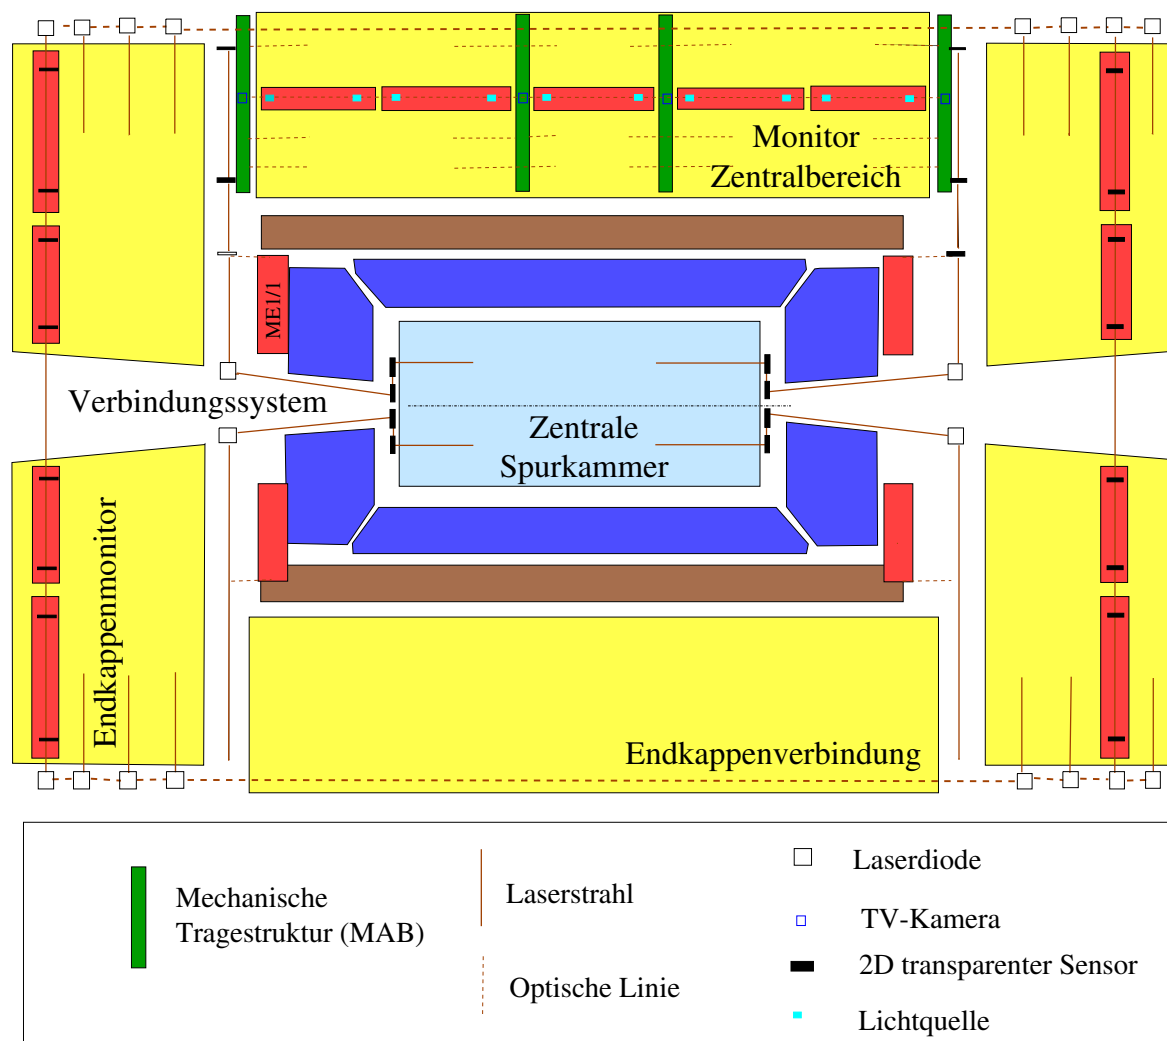 Monitor
Zentralbereich
ME1/1
Verbindungssystem
Zentrale
Spurkammer
Endkappenmonitor
Endkappenverbindung
Mechanische
Tragestruktur (MAB)
Laserstrahl
Optische Linie
Laserdiode
TV-Kamera
2D transparenter Sensor
Lichtquelle